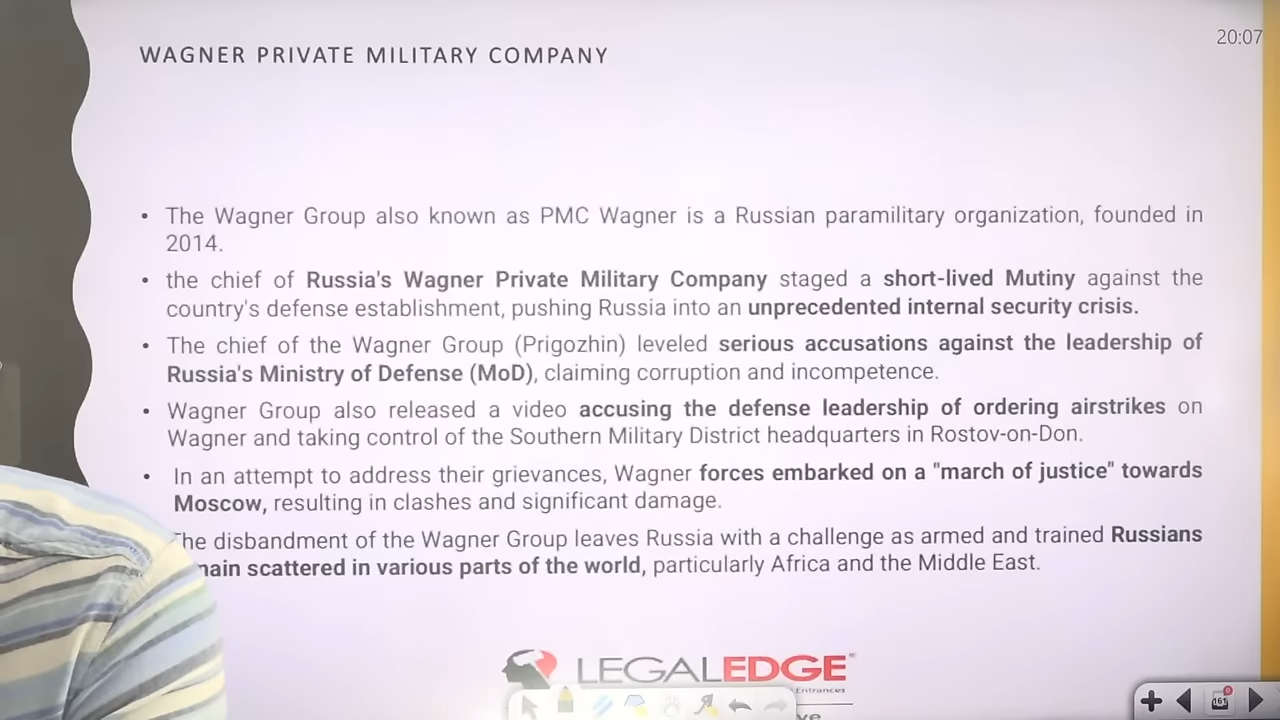 WAGNER PRIVATE MILITARY COMPANY
20:07
• The Wagner Group also known as PMC Wagner is a Russian paramilitary organization, founded in
2014.
• the chief of Russia's Wagner Private Military Company staged a short-lived Mutiny against the
country's defense establishment, pushing Russia into an unprecedented internal security crisis.
• The chief of the Wagner Group (Prigozhin) leveled serious accusations against the leadership of
Russia's Ministry of Defense (MoD), claiming corruption and incompetence.
• Wagner Group also released a video accusing the defense leadership of ordering airstrikes on
Wagner and taking control of the Southern Military District headquarters in Rostov-on-Don.
• In an attempt to address their grievances, Wagner forces embarked on a "march of justice" towards
Moscow, resulting in clashes and significant damage.
The disbandment of the Wagner Group leaves Russia with a challenge as armed and trained Russians
scattered in various parts of the world, particularly Africa and the Middle East.
LEGALEDGE
Entrances
161